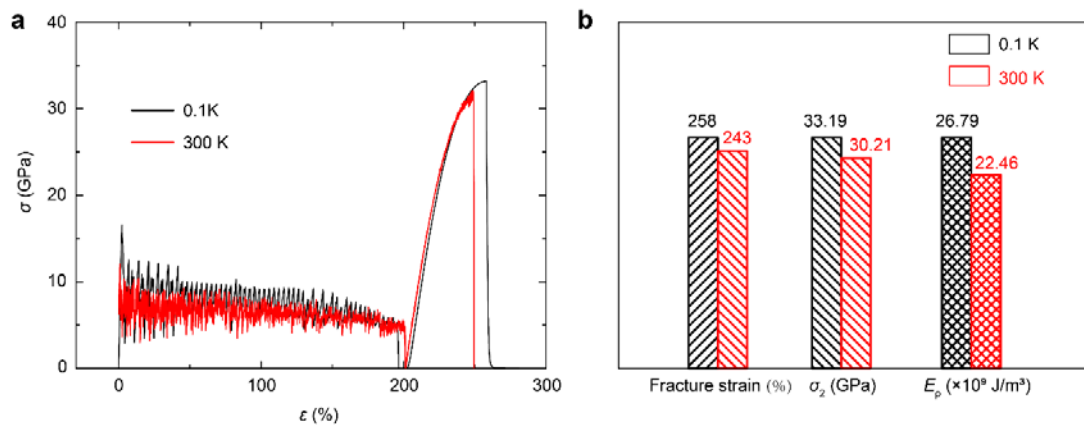 a
40
30
20
10
0
σ (GPa)
0.1K
300 K
0
100
200
300
ε (%)
b
0.1 K
300 K
258
243
33.19
30.21
26.79
22.46
Fracture strain (%)
σ₂ (GPa)
Eₚ (×10⁹ J/m³)